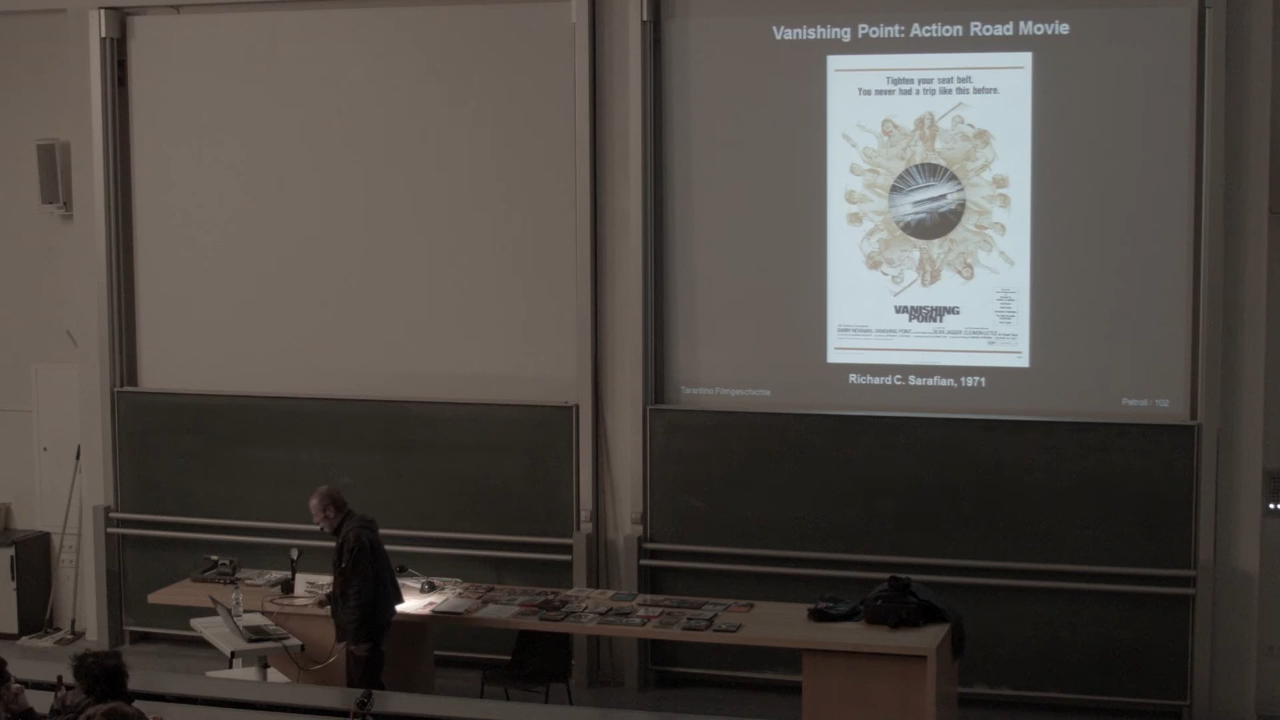 Vanishing Point: Action Road Movie
Tighten your seat belt.
You never had a trip like this before.
VANISHING
POINT
Richard C. Sarafian, 1971
Tarantino Filmgeschichte
Patroll / 102